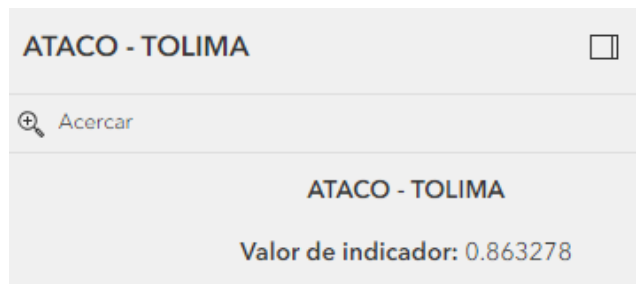 ATACO - TOLIMA
Acercar
ATACO - TOLIMA
Valor de indicador: 0.863278